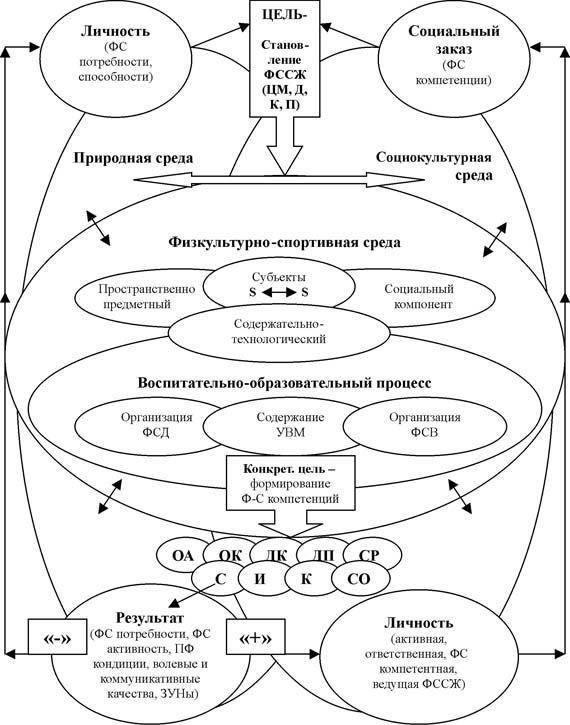 Личность
(ФС
потребности,
способности)
ЦЕЛЬ-
Станов-
ление
ФССЖ
(ЦМ, Д,
К, П)
Социальный
заказ
(ФС
компетенции)
Природная среда
Социокультурная
среда
Физкультурно-спортивная среда
Пространственно
предметный
Субъекты
S S
Социальный
компонент
Содержательно-
технологический
Воспитательно-образовательный процесс
Организация
ФСД
Содержание
УВМ
Организация
ФСВ
Конкрет. цель –
формирование
Ф-С компетенций
ОА ОК ДК ДП СР
С И К СО
«-»
Результат
(ФС потребности, ФС
активность, ПФ
кондиции, волевые и
коммуникативные
качества, ЗУНы)
«+»
Личность
(активная,
ответственная, ФС
компетентная,
ведущая ФССЖ)